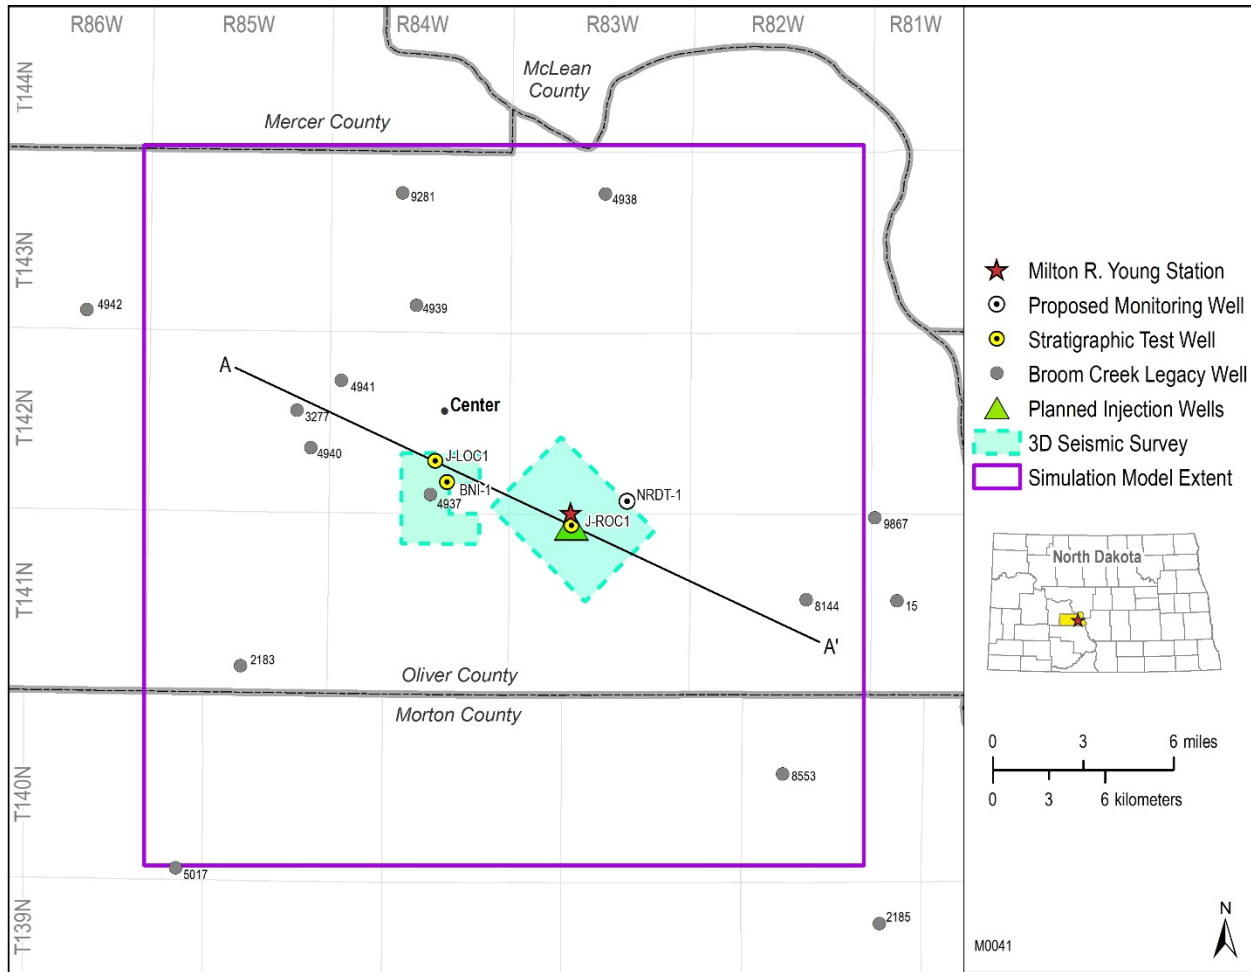 R86W R85W R84W R83W R82W R81W
T144N
McLean
County
Mercer County
9281
4938
T143N
4942
4939
A
4941
3277
Center
T142N
4940
J-LOC1
BNI-1
4937
NRDT-1
J-ROC1
9867
T141N
8144
15
A'
2183
Oliver County
Morton County
T140N
8553
5017
T139N
2185
Milton R. Young Station
Proposed Monitoring Well
Stratigraphic Test Well
Broom Creek Legacy Well
Planned Injection Wells
3D Seismic Survey
Simulation Model Extent
North Dakota
0 3 6 miles
0 3 6 kilometers
N
M0041